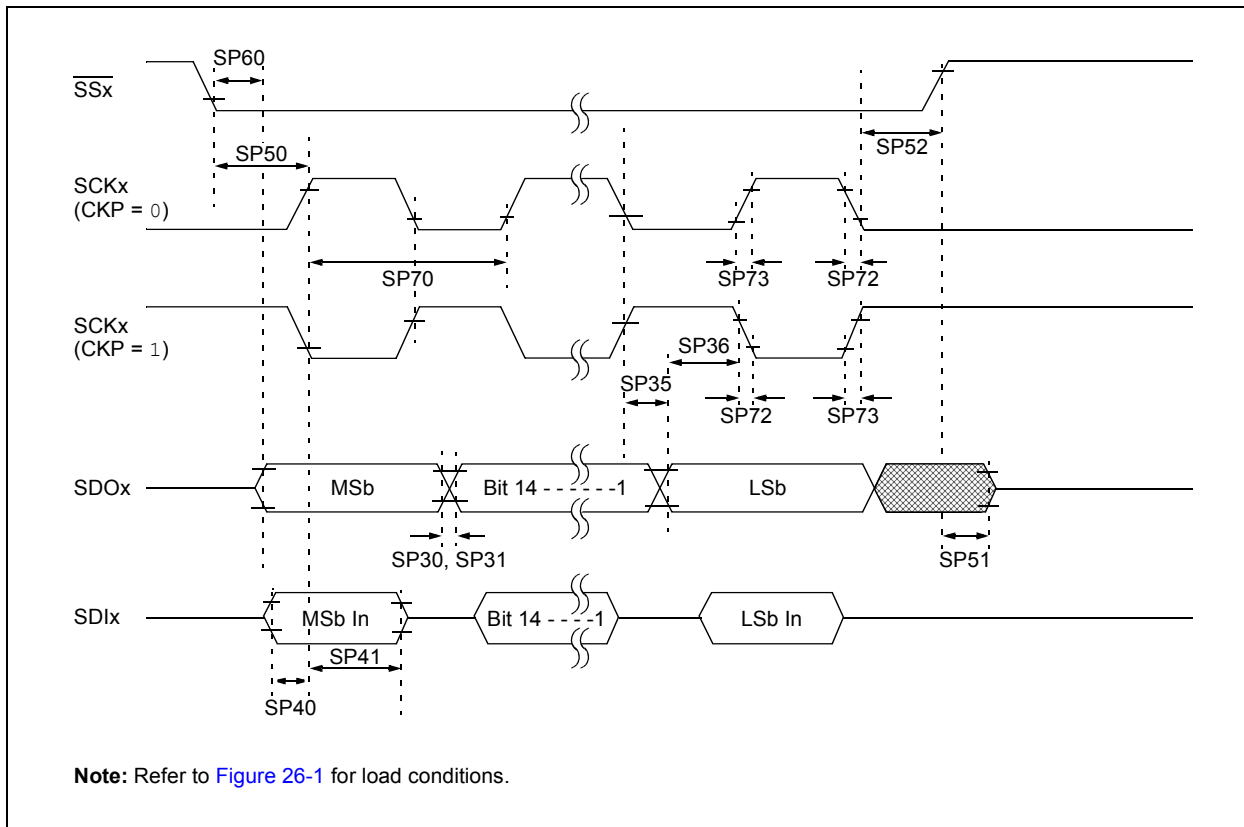 SP60
SSx
SP50
SP52
SCKx
(CKP = 0)
SP70
SP73
SP72
SCKx
(CKP = 1)
SP36
SP35
SP72
SP73
SDOx
MSb
Bit 14 - - - - - -1
LSb
SP30, SP31
SP51
SDIx
MSb In
Bit 14 - - - -1
LSb In
SP41
SP40
Note: Refer to Figure 26-1 for load conditions.